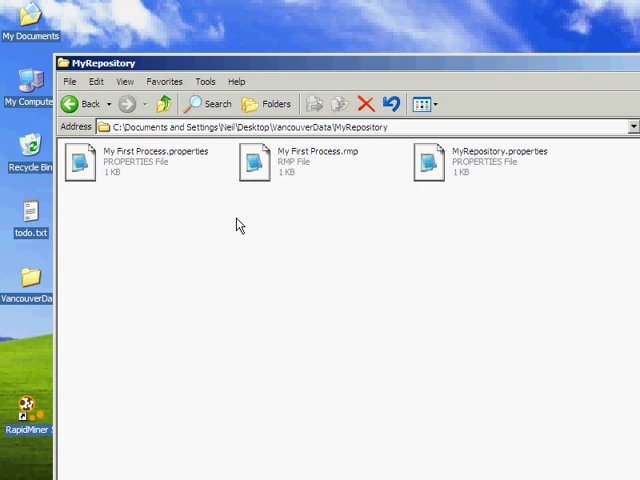 My Documents
MyRepository
File Edit View Favorites Tools Help
My Compute
Back Search Folders
Address C:\Documents and Settings\Neil\Desktop\VancouverData\MyRepository
My First Process.properties
PROPERTIES File
1 KB
My First Process.rmp
RMP File
1 KB
MyRepository.properties
PROPERTIES File
1 KB
Recycle Bin
todo.txt
VancouverDa
RapidMiner